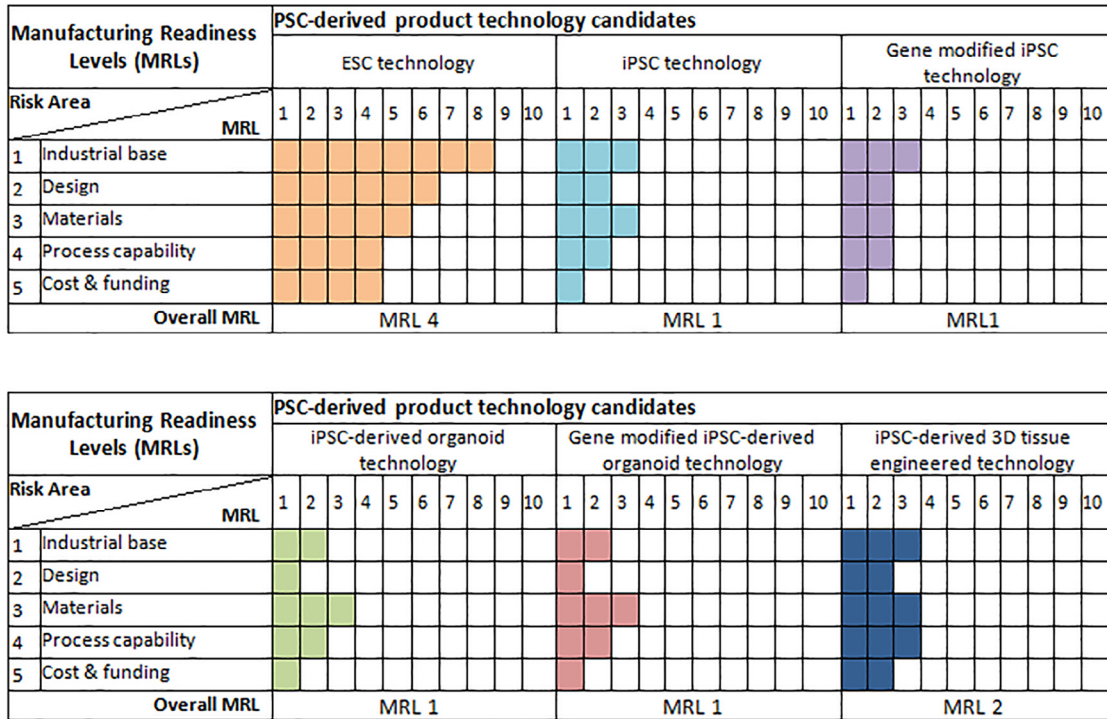 Manufacturing Readiness Levels (MRLs)
PSC-derived product technology candidates
ESC technology
iPSC technology
Gene modified iPSC technology
Risk Area
MRL
1 2 3 4 5 6 7 8 9 10 1 2 3 4 5 6 7 8 9 10 1 2 3 4 5 6 7 8 9 10
1 Industrial base
2 Design
3 Materials
4 Process capability
5 Cost & funding
Overall MRL MRL 4 MRL 1 MRL1
Manufacturing Readiness Levels (MRLs)
PSC-derived product technology candidates
iPSC-derived organoid technology
Gene modified iPSC-derived organoid technology
iPSC-derived 3D tissue engineered technology
Risk Area
MRL
1 2 3 4 5 6 7 8 9 10 1 2 3 4 5 6 7 8 9 10 1 2 3 4 5 6 7 8 9 10
1 Industrial base
2 Design
3 Materials
4 Process capability
5 Cost & funding
Overall MRL MRL 1 MRL 1 MRL 2